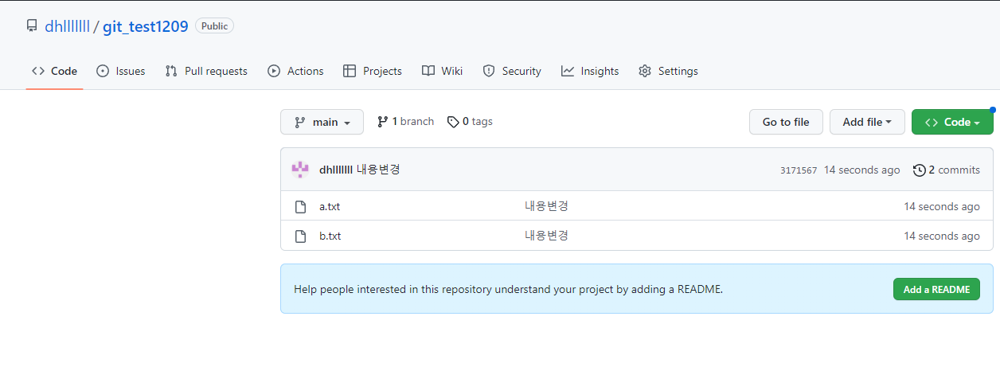 dhlllllll / git_test1209 Public
Code Issues Pull requests Actions Projects Wiki Security Insights Settings
main 1 branch 0 tags Go to file Add file Code
dhlllllll 내용변경 3171567 14 seconds ago 2 commits
a.txt 내용변경 14 seconds ago
b.txt 내용변경 14 seconds ago
Help people interested in this repository understand your project by adding a README. Add a README